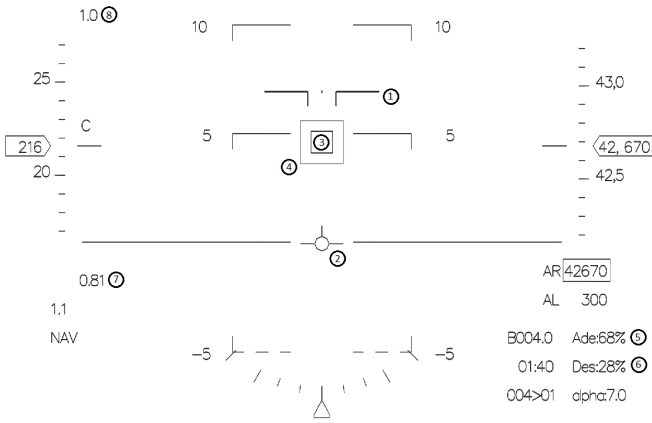 1.0 8
10 10
25 43,0
1
C
5 3 5
216 42, 670
4
20 42,5
2
0.81 7
AR 42670
1.1
AL 300
NAV
B004.0 Ade:68% 5
-5 -5
01:40 Des:28% 6
004>01 alpha:7.0